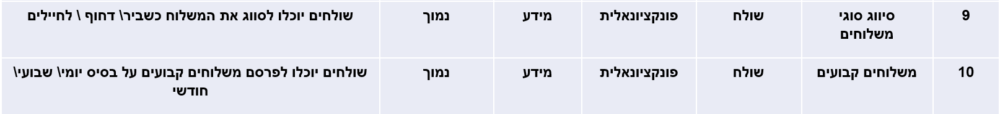 9
סיווג סוגי
משלוחים
שולח
פונקציונאלית
מידע
נמוך
שולחים יוכלו לסווג את המשלוח כשביר\ דחוף \ לחיילים
10
משלוחים קבועים
שולח
פונקציונאלית
מידע
נמוך
שולחים יוכלו לפרסם משלוחים קבועים על בסיס יומי\ שבועי\
חודשי